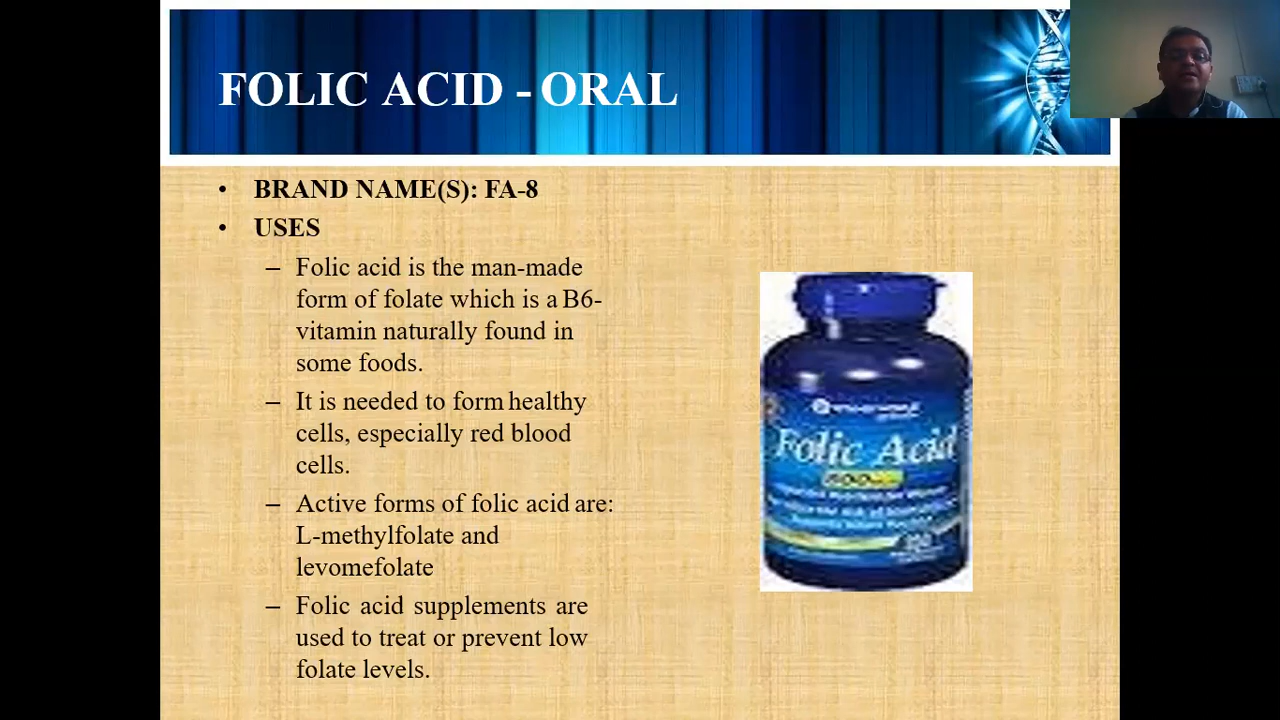 FOLIC ACID - ORAL
• BRAND NAME(S): FA-8
• USES
– Folic acid is the man-made
form of folate which is a B6-
vitamin naturally found in
some foods.
– It is needed to form healthy
cells, especially red blood
cells.
– Active forms of folic acid are:
L-methylfolate and
levomefolate
– Folic acid supplements are
used to treat or prevent low
folate levels.
Folic Acid